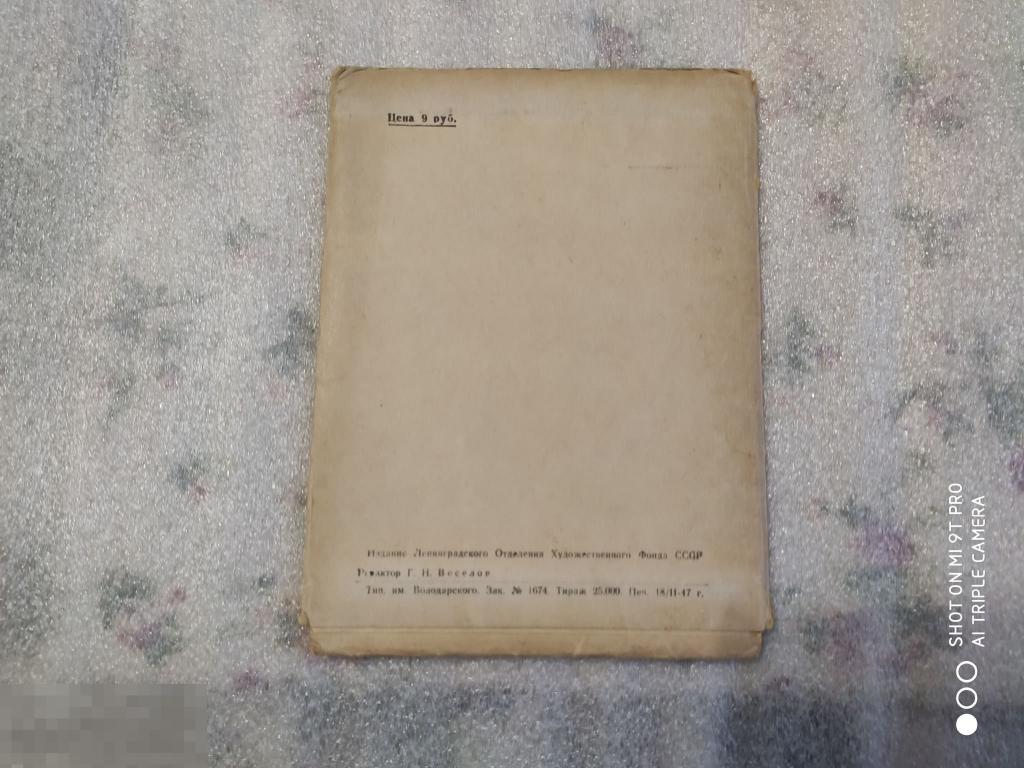 Цена 9 руб.
Издание Ленинградского Отделения Художественного Фонда СССР
Редактор Г. Н. Веселов
Тип. им. Володарского. Зак. № 1674. Тираж 25.000. Печ. 18/II-47 г.
SHOT ON MI 9T PRO
AI TRIPLE CAMERA